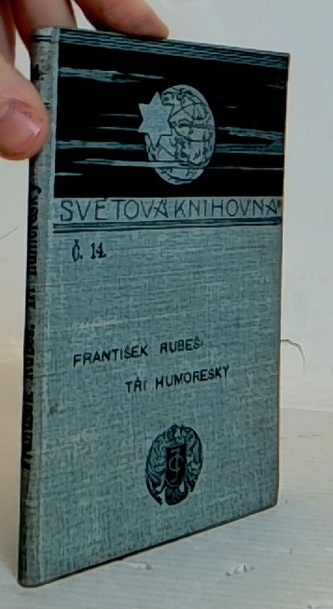 SVĚTOVÁ KNIHOVNA
Č. 14.
FRANTIŠEK RUBEŠ:
TŘI HUMORESKY